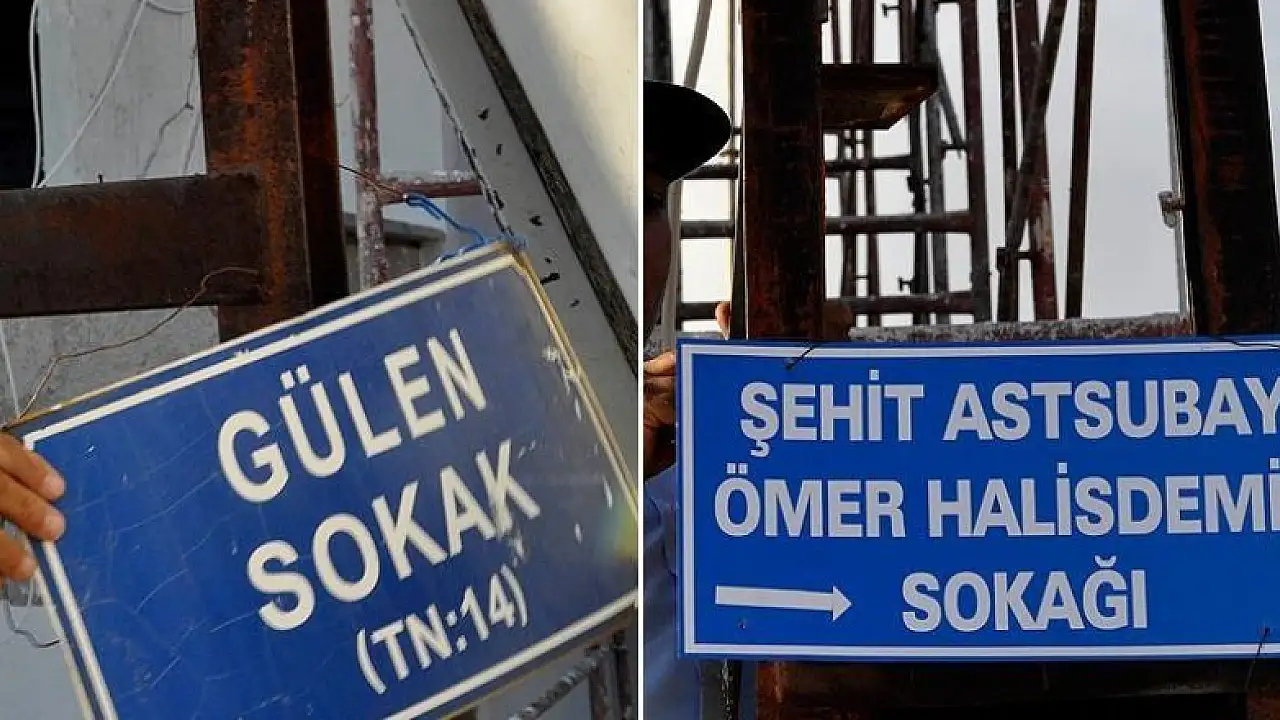 GÜLEN
SOKAK
(TN:14)
ŞEHİT ASTSUBAY
ÖMER HALİSDEMİ
SOKAĞI